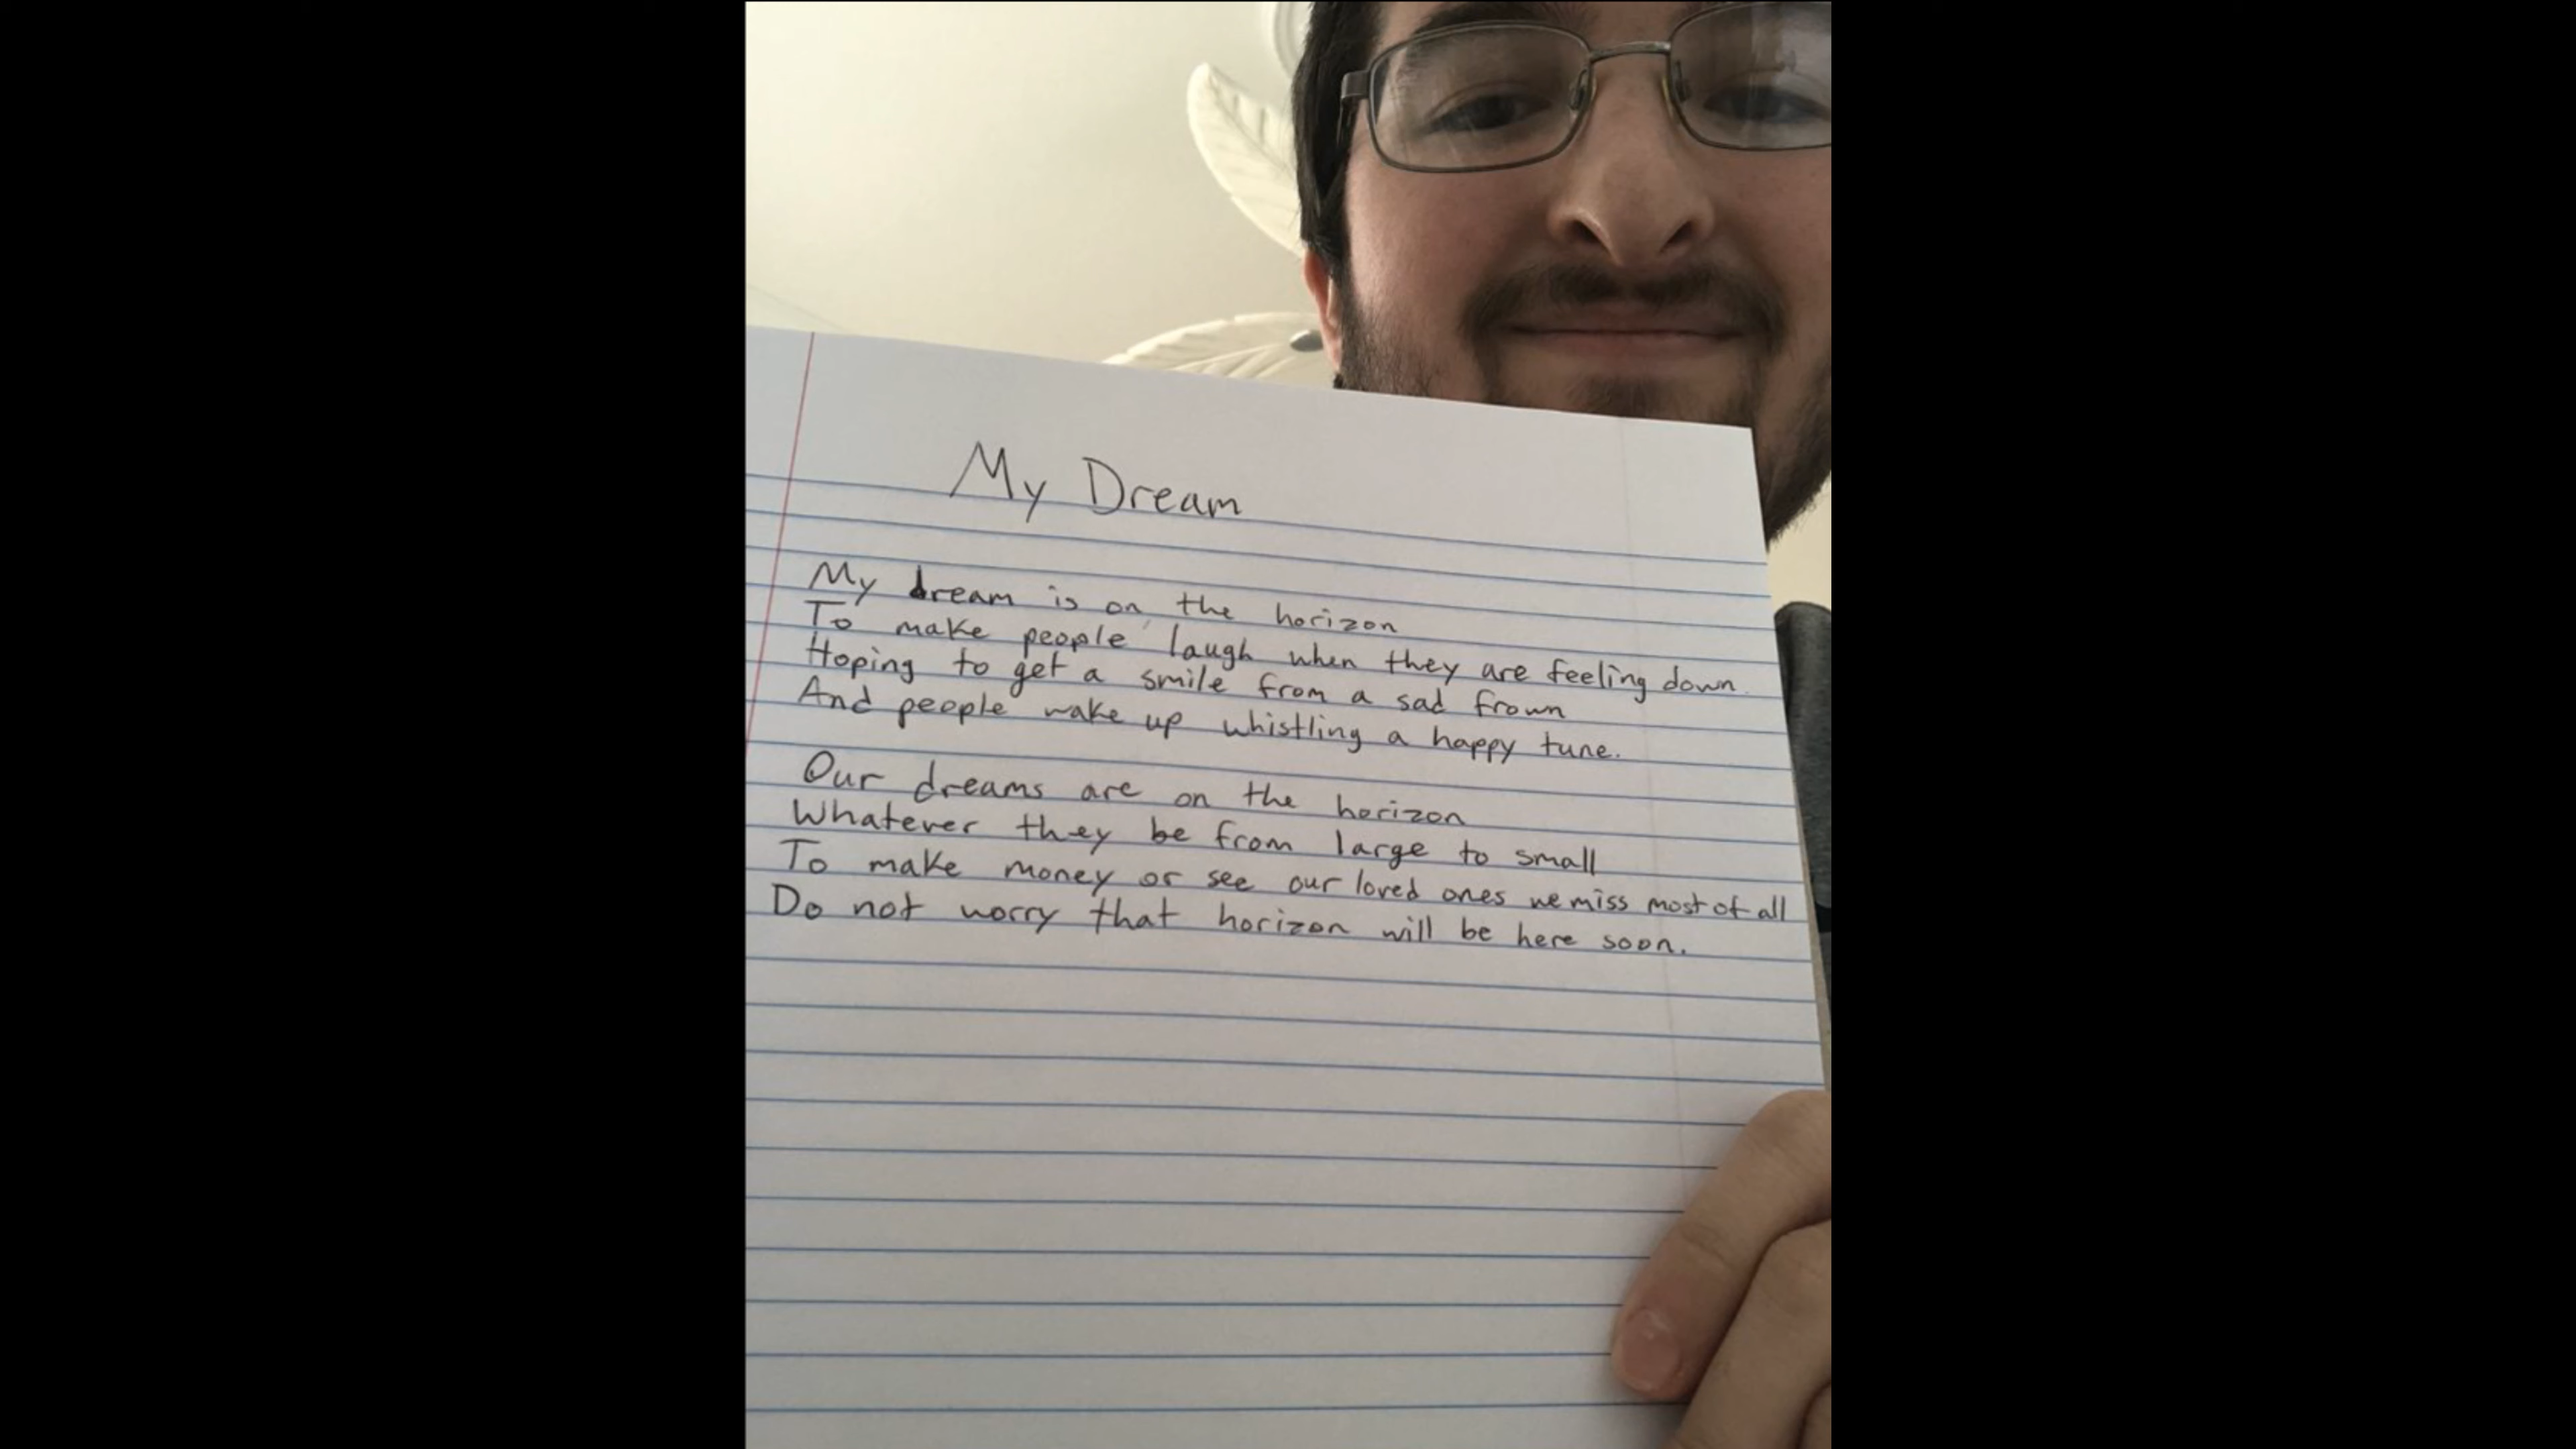 My Dream
My dream is on the horizon
To make people laugh when they are feeling down.
Hoping to get a smile from a sad frown
And people wake up whistling a happy tune.
Our dreams are on the horizon
Whatever they be from large to small
To make money or see our loved ones we miss most of all
Do not worry that horizon will be here soon.